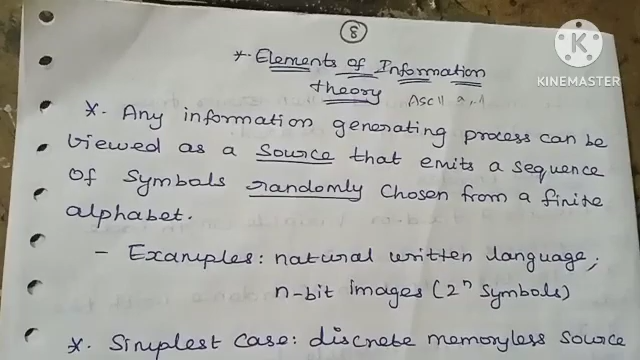 8
* Elements of Information
theory
* Any information generating process can be
viewed as a source that emits a sequence
of symbols randomly chosen from a finite
alphabet.
- Examples: natural written language;
n-bit images (2ⁿ symbols)
* Simplest case: discrete memoryless source
K
KINEMASTER